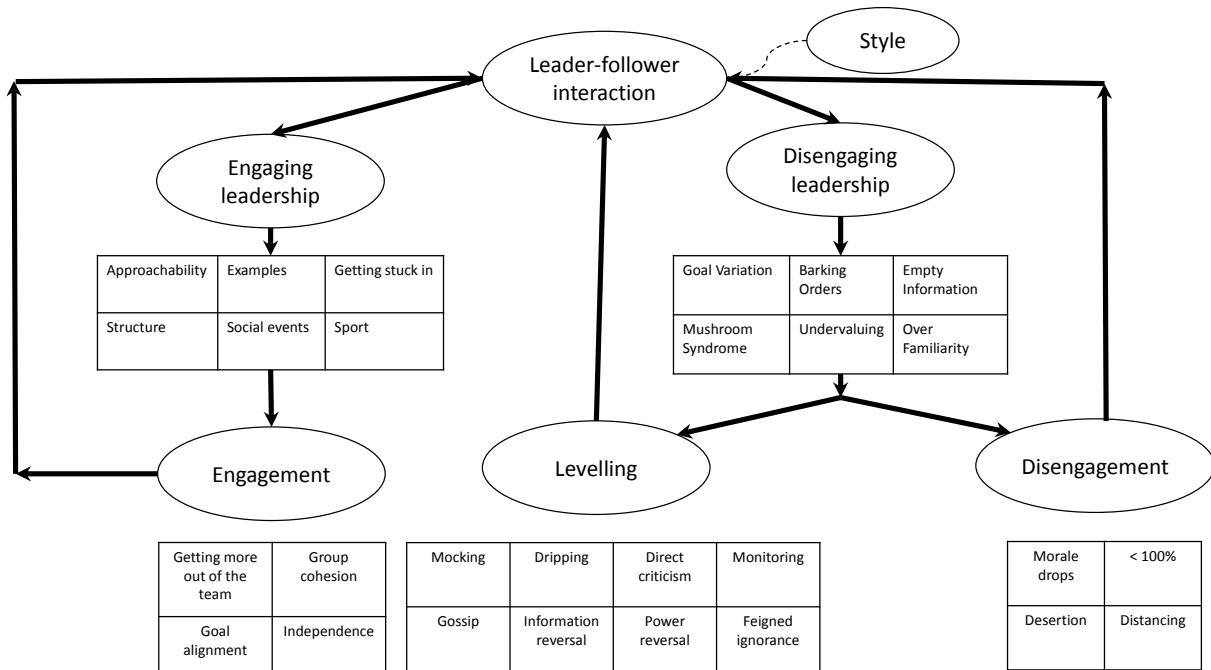 Style
Leader-follower
interaction
Engaging
leadership
Disengaging
leadership
Approachability
Examples
Getting stuck in
Structure
Social events
Sport
Goal Variation
Barking
Orders
Empty
Information
Mushroom
Syndrome
Undervaluing
Over
Familiarity
Engagement
Levelling
Disengagement
Getting more
out of the
team
Group
cohesion
Goal
alignment
Independence
Mocking
Dripping
Direct
criticism
Monitoring
Gossip
Information
reversal
Power
reversal
Feigned
ignorance
Morale
drops
< 100%
Desertion
Distancing